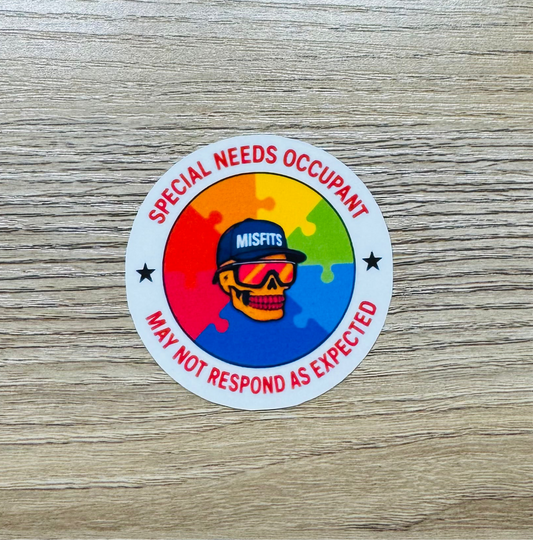 SPECIAL NEEDS OCCUPANT
MISFITS
MAY NOT RESPOND AS EXPECTED